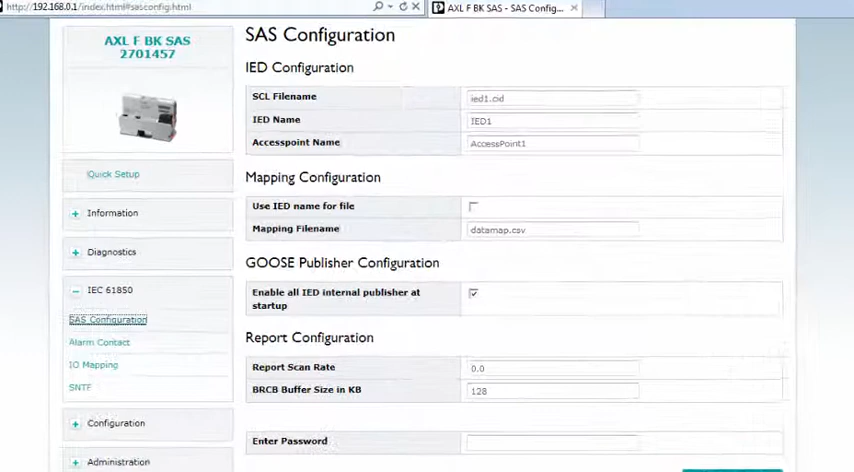 http://192.168.0.1/index.html#sasconfig.html
AXL F BK SAS - SAS Config...
AXL F BK SAS
2701457
Quick Setup
Information
Diagnostics
IEC 61850
SAS Configuration
Alarm Contact
IO Mapping
SNTF
Configuration
Administration
SAS Configuration
IED Configuration
SCL Filename ied1.cid
IED Name IED1
Accesspoint Name AccessPoint1
Mapping Configuration
Use IED name for file
Mapping Filename datamap.csv
GOOSE Publisher Configuration
Enable all IED internal publisher at
startup
Report Configuration
Report Scan Rate 0.0
BRCB Buffer Size in KB 128
Enter Password